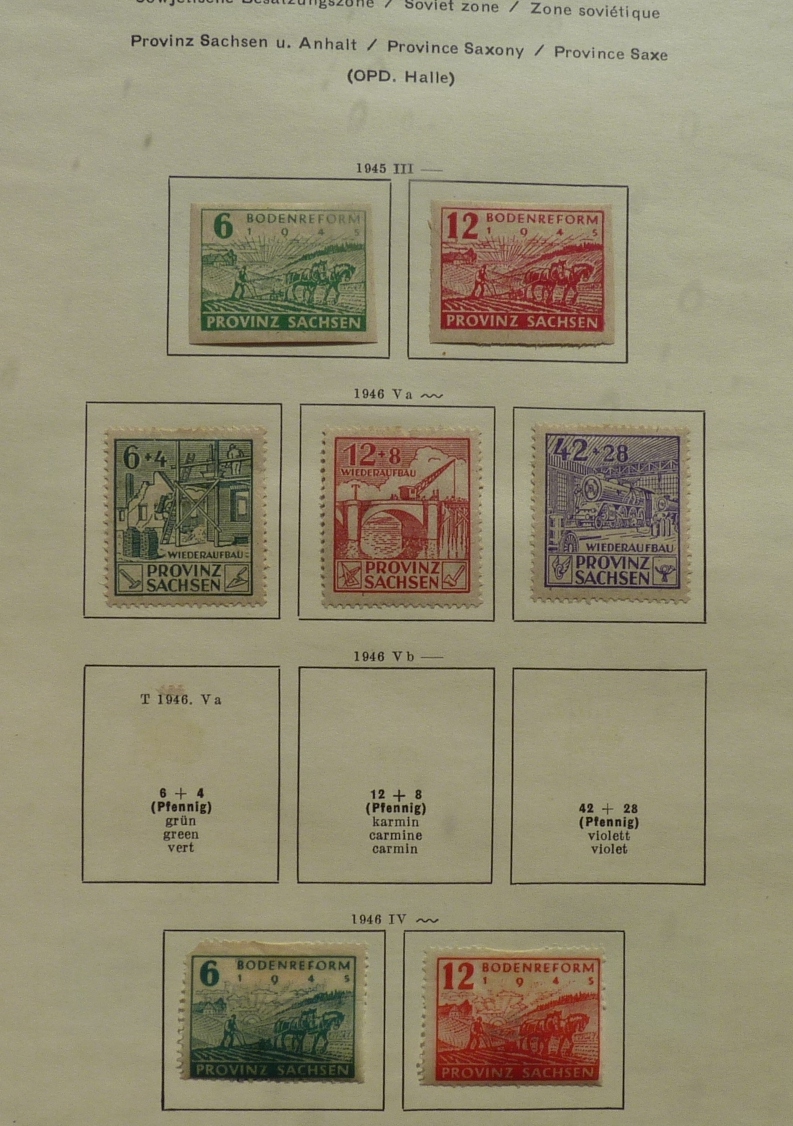 Sowjetische Besatzungszone / Soviet zone / Zone soviétique
Provinz Sachsen u. Anhalt / Province Saxony / Province Saxe
(OPD. Halle)
1945 III —
6 BODENREFORM
1 9 4 5
PROVINZ SACHSEN
12 BODENREFORM
1 9 4 5
PROVINZ SACHSEN
1946 Va
6+4
WIEDERAUFBAU
PROVINZ
SACHSEN
12+8
WIEDERAUFBAU
PROVINZ
SACHSEN
42+28
WIEDERAUFBAU
PROVINZ
SACHSEN
1946 Vb —
T 1946. Va
6 + 4
(Pfennig)
grün
green
vert
12 + 8
(Pfennig)
karmin
carmine
carmin
42 + 28
(Pfennig)
violett
violet
1946 IV
6 BODENREFORM
1 9 4 5
PROVINZ SACHSEN
12 BODENREFORM
1 9 4 5
PROVINZ SACHSEN